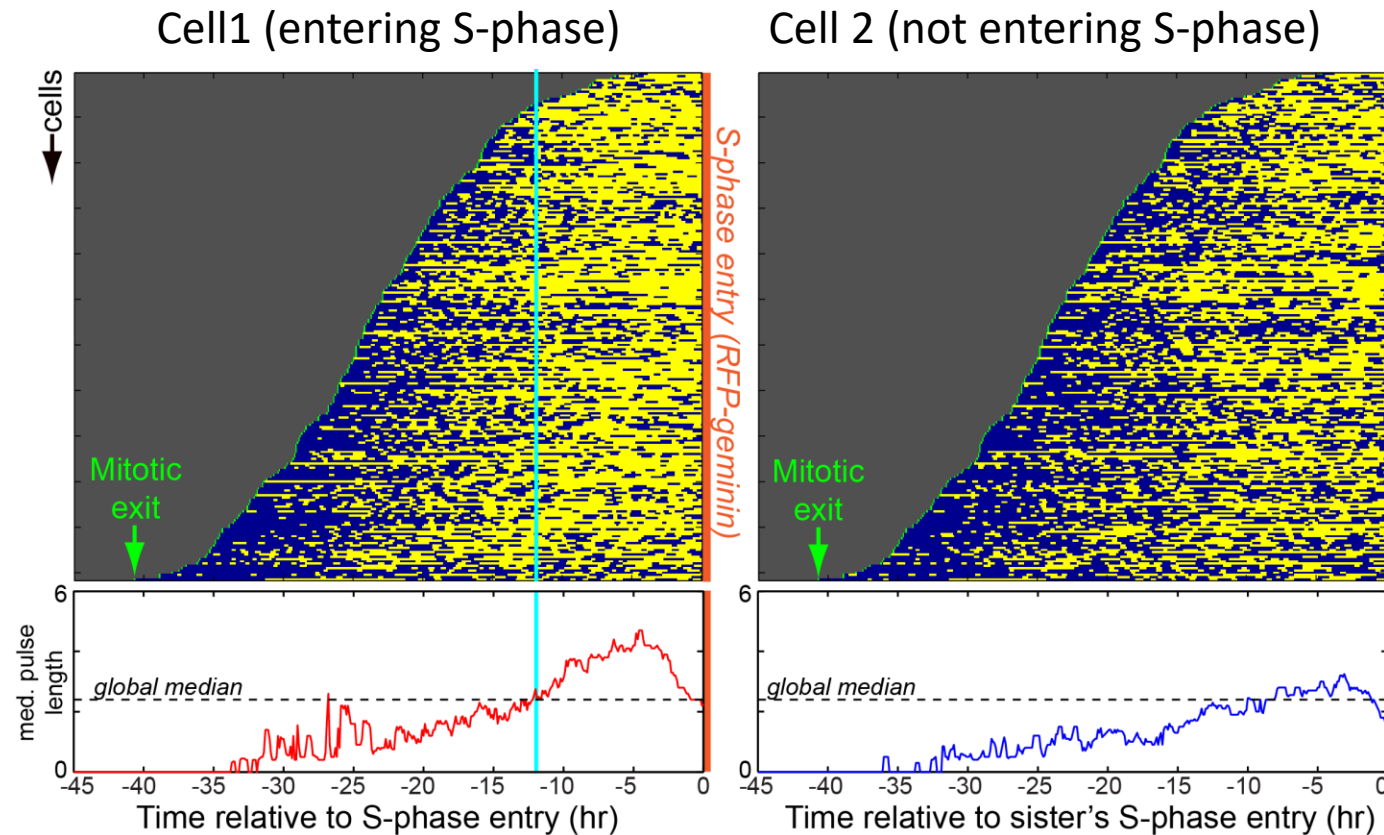 Cell1 (entering S-phase)
Cell 2 (not entering S-phase)
cells
Mitotic
exit
S-phase entry (RFP-geminin)
Mitotic
exit
6
med. pulse
length
global median
0
-45 -40 -35 -30 -25 -20 -15 -10 -5 0
Time relative to S-phase entry (hr)
6
global median
0
-45 -40 -35 -30 -25 -20 -15 -10 -5 0
Time relative to sister's S-phase entry (hr)